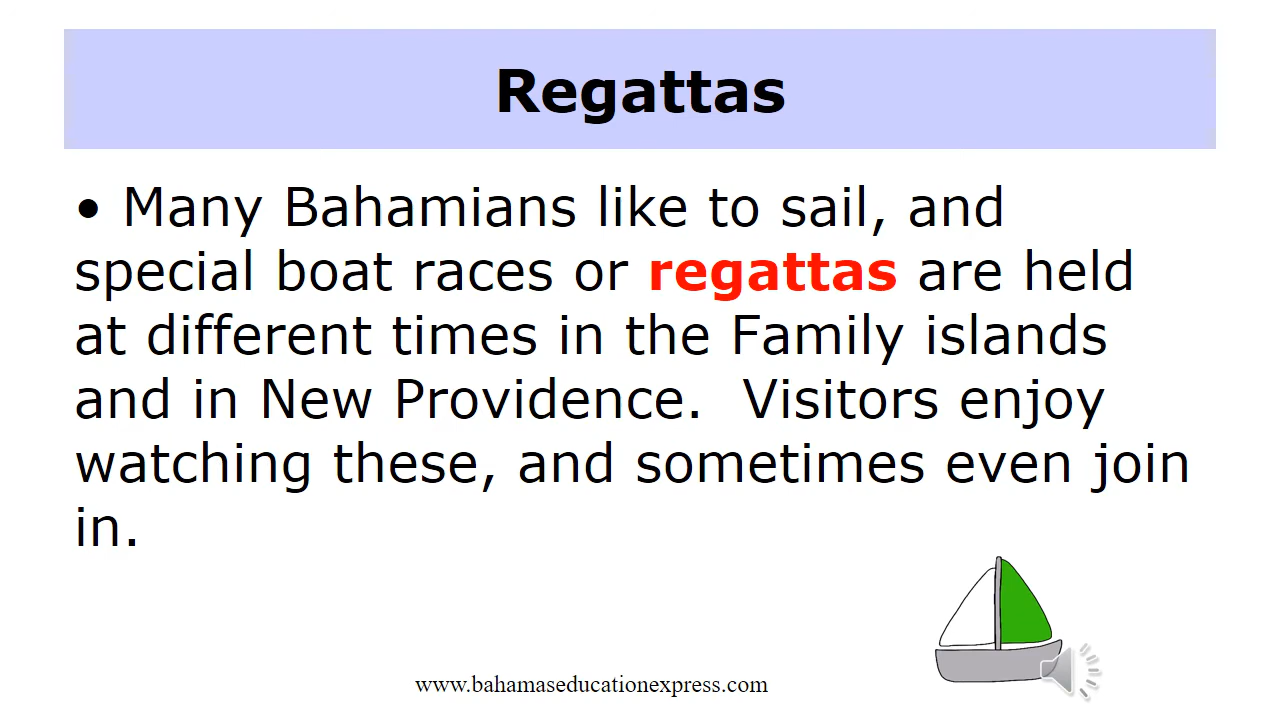 Regattas
• Many Bahamians like to sail, and
special boat races or regattas are held
at different times in the Family islands
and in New Providence.  Visitors enjoy
watching these, and sometimes even join
in.
www.bahamaseducationexpress.com